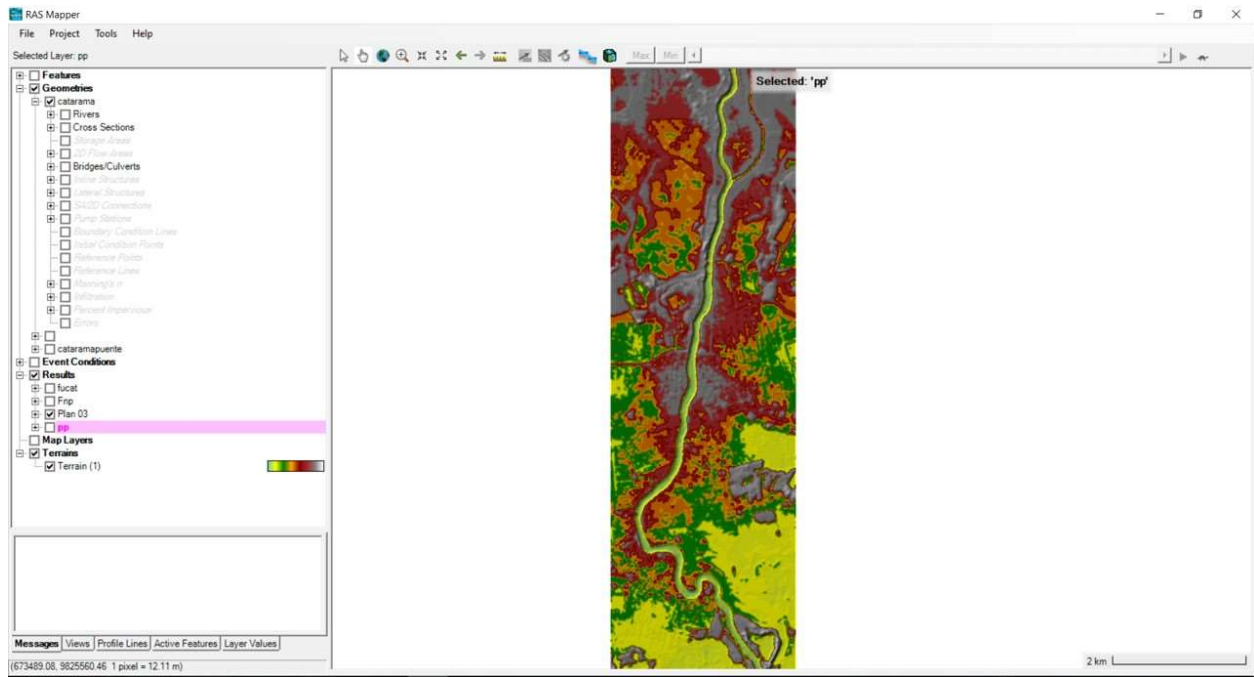 RAS Mapper
File Project Tools Help
Selected Layer: pp
Max Min
Features
Geometries
catarama
Rivers
Cross Sections
Storage Areas
2D Flow Areas
Bridges/Culverts
Inline Structures
Lateral Structures
SA/2D Connections
Pump Stations
Boundary Condition Lines
Initial Condition Points
Reference Points
Reference Lines
Manning's n
Infiltration
Percent Impervious
Errors
cataramapuente
Event Conditions
Results
fucat
Fnp
Plan 03
pp
Map Layers
Terrains
Terrain (1)
Selected: 'pp'
Messages Views Profile Lines Active Features Layer Values
(673489.08, 9825560.46 1 pixel = 12.11 m)
2 km